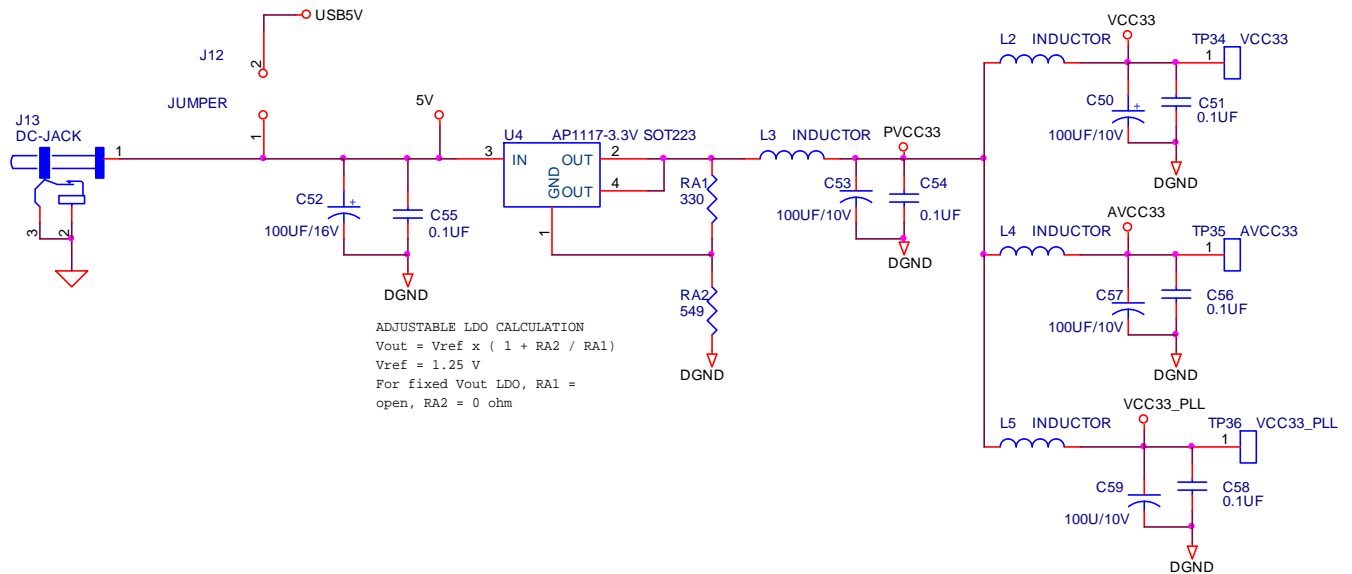 USB5V
J12
2
JUMPER
1
J13
DC-JACK
1
3
2
5V
C52
100UF/16V
C55
0.1UF
DGND
U4
AP1117-3.3V SOT223
3
IN
OUT
2
GND
OUT
4
1
RA1
330
RA2
549
DGND
ADJUSTABLE LDO CALCULATION
Vout = Vref x ( 1 + RA2 / RA1)
Vref = 1.25 V
For fixed Vout LDO, RA1 =
open, RA2 = 0 ohm
L3 INDUCTOR
PVCC33
C53
100UF/10V
C54
0.1UF
DGND
L2 INDUCTOR
VCC33
TP34
VCC33
1
C50
100UF/10V
C51
0.1UF
DGND
L4 INDUCTOR
AVCC33
TP35
AVCC33
1
C57
100UF/10V
C56
0.1UF
DGND
L5 INDUCTOR
VCC33_PLL
TP36
VCC33_PLL
1
C59
100U/10V
C58
0.1UF
DGND